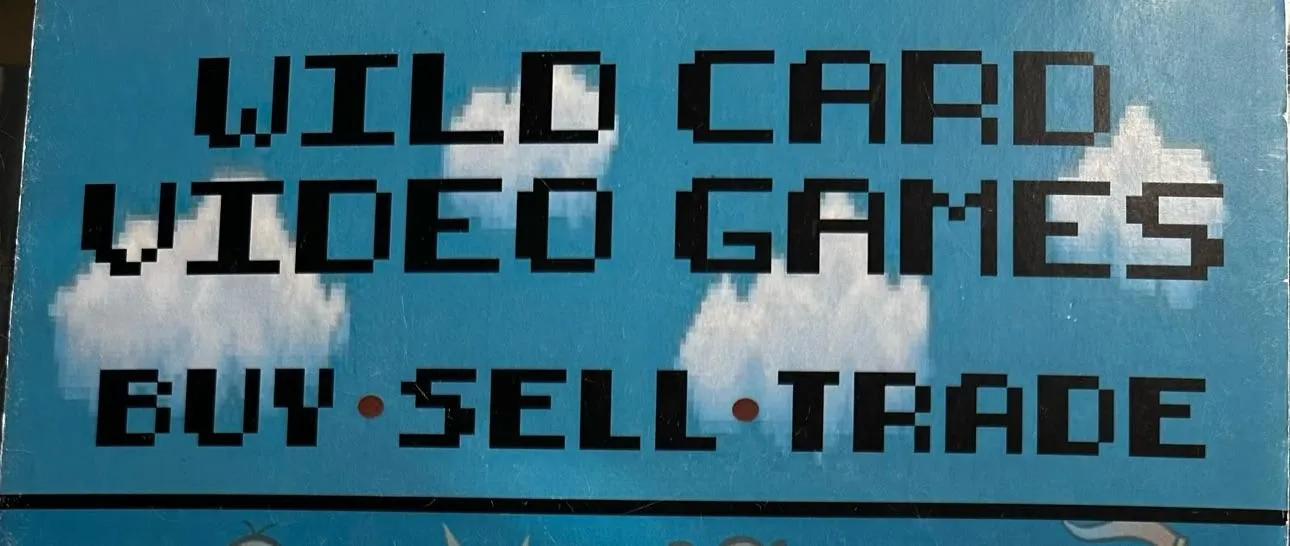 WILD CARD
VIDEO GAMES
BUY • SELL • TRADE